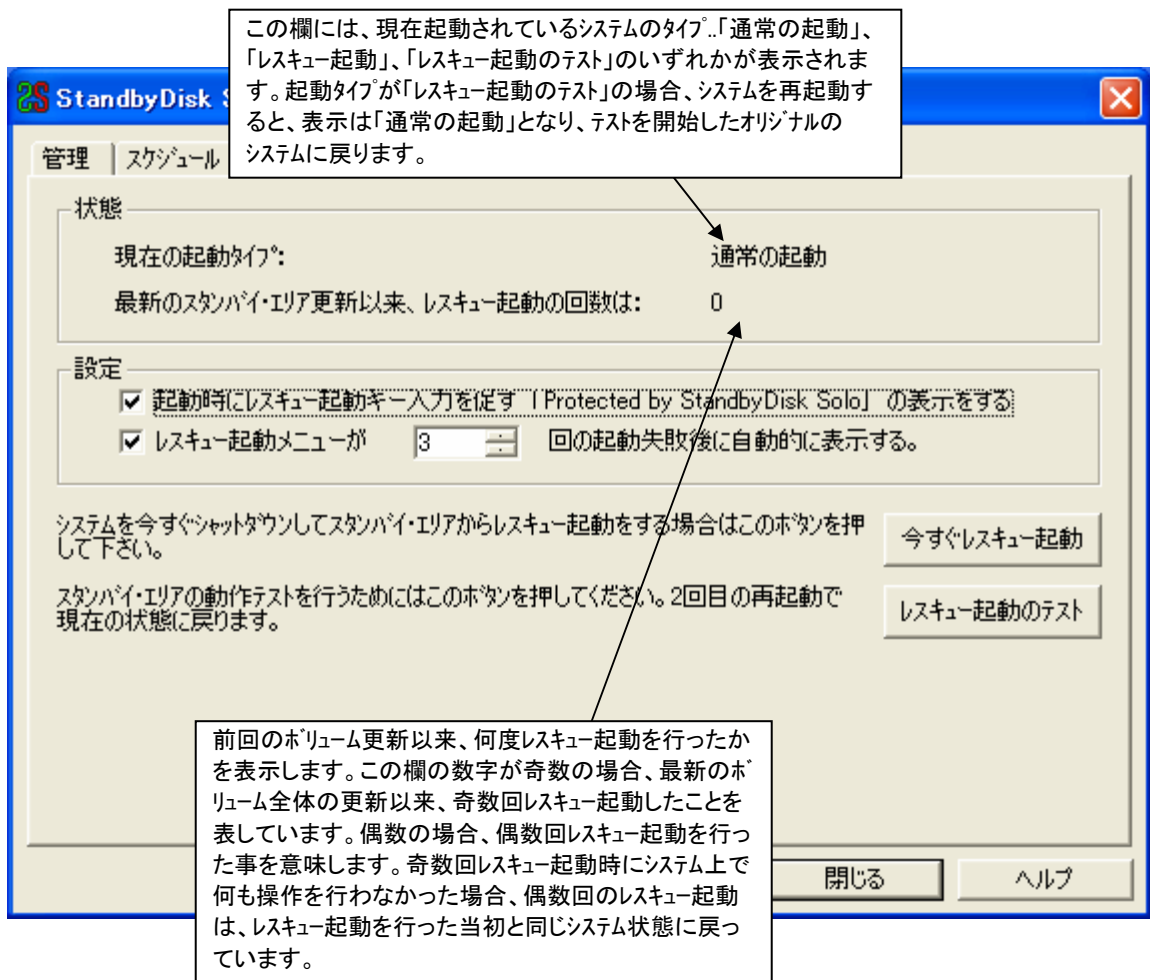 この欄には、現在起動されているシステムのタイプ..「通常の起動」、
「レスキュー起動」、「レスキュー起動のテスト」のいずれかが表示されま
す。起動タイプが「レスキュー起動のテスト」の場合、システムを再起動す
ると、表示は「通常の起動」となり、テストを開始したオリジナルの
システムに戻ります。
StandbyDisk S
管理
スケジュール
状態
現在の起動タイプ:
通常の起動
最新のスタンバイ・エリア更新以来、レスキュー起動の回数は:
0
設定
起動時にレスキュー起動キー入力を促す 「Protected by StandbyDisk Solo」 の表示をする
レスキュー起動メニューが 3 回の起動失敗後に自動的に表示する。
システムを今すぐシャットダウンしてスタンバイ・エリアからレスキュー起動をする場合はこのボタンを押
して下さい。
今すぐレスキュー起動
スタンバイ・エリアの動作テストを行うためにはこのボタンを押してください。2回目の再起動で
現在の状態に戻ります。
レスキュー起動のテスト
前回のボリューム更新以来、何度レスキュー起動を行ったか
を表示します。この欄の数字が奇数の場合、最新のボ
リューム全体の更新以来、奇数回レスキュー起動したことを
表しています。偶数の場合、偶数回レスキュー起動を行っ
た事を意味します。奇数回レスキュー起動時にシステム上で
何も操作を行わなかった場合、偶数回のレスキュー起動
は、レスキュー起動を行った当初と同じシステム状態に戻っ
ています。
閉じる
ヘルプ